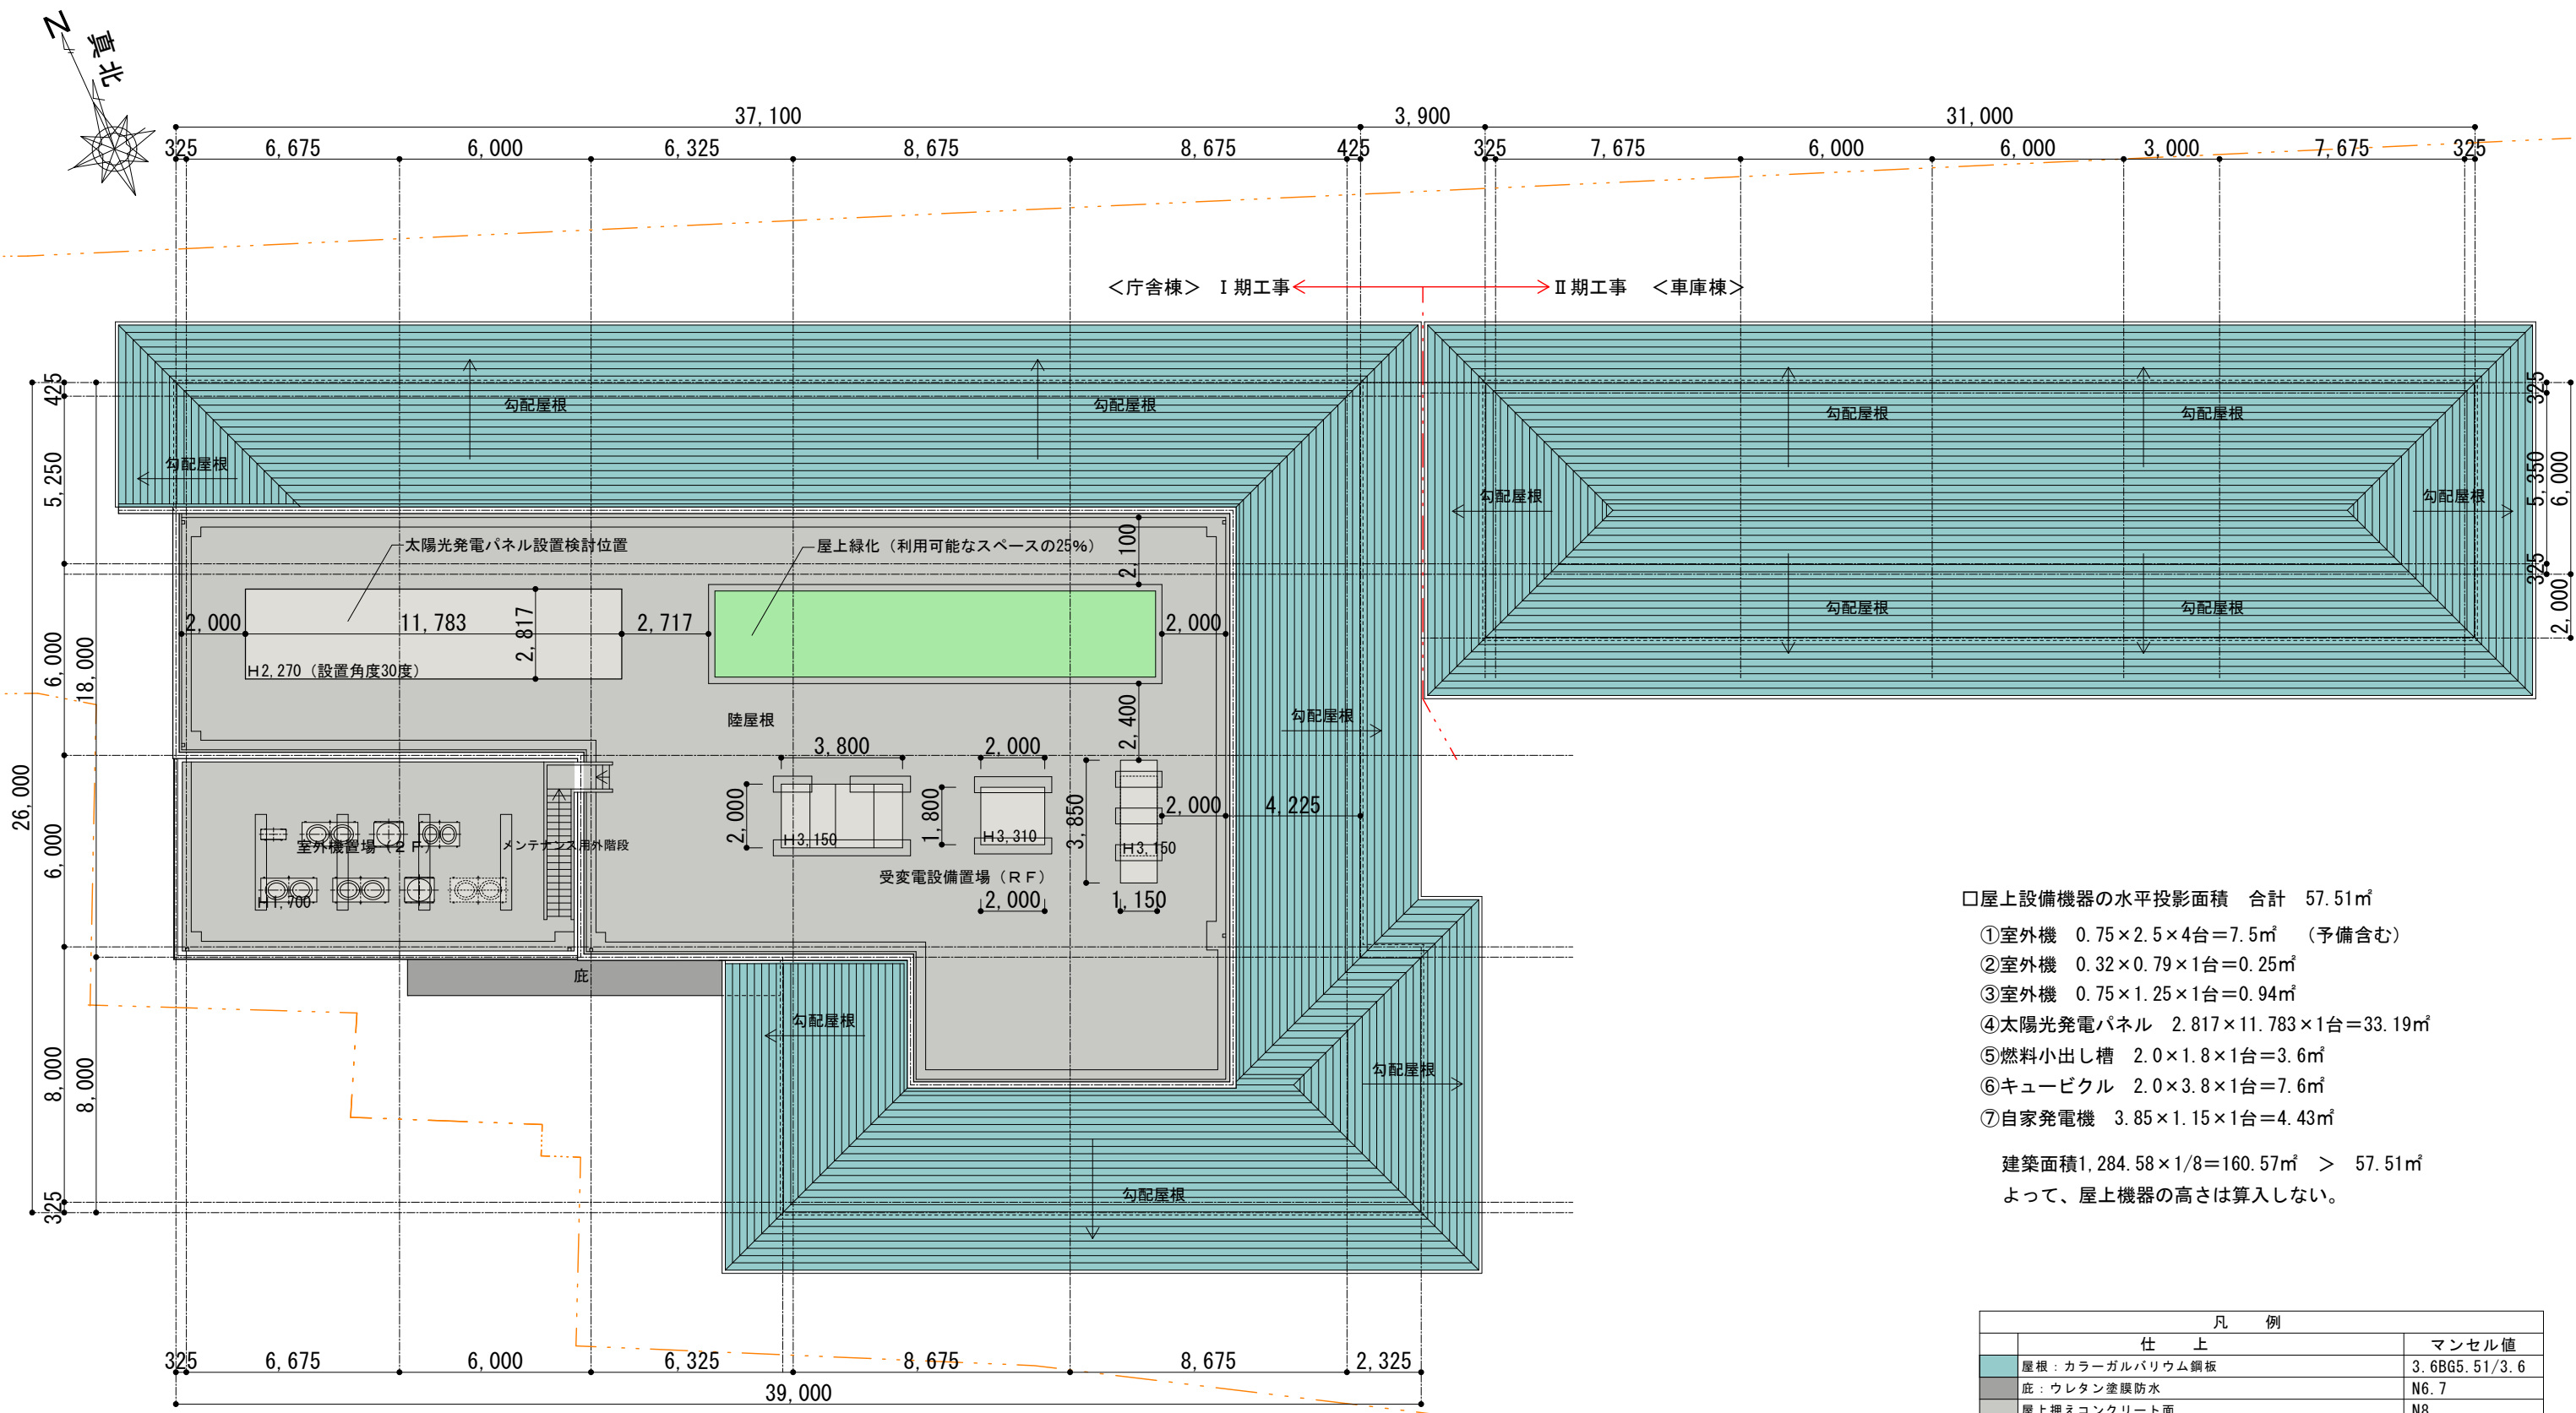 N
真北
37,100
3,900
31,000
325
6,675
6,000
6,325
8,675
8,675
425
325
7,675
6,000
6,000
3,000
7,675
325
＜庁舎棟＞ Ⅰ期工事
Ⅱ期工事 ＜車庫棟＞
勾配屋根
勾配屋根
勾配屋根
勾配屋根
勾配屋根
勾配屋根
勾配屋根
勾配屋根
勾配屋根
425
5,250
6,000
6,000
8,000
325
18,000
8,000
26,000
325
5,350
325
6,000
2,000
太陽光発電パネル設置検討位置
屋上緑化（利用可能なスペースの25%）
2,100
2,000
11,783
2,817
2,717
2,000
H2,270（設置角度30度）
陸屋根
2,400
勾配屋根
3,800
2,000
2,000
1,800
3,850
2,000
4,225
H3,150
H3,310
H3,150
室外機置場（２Ｆ）
メンテナンス用外階段
H1,700
受変電設備置場（ＲＦ）
2,000
1,150
庇
勾配屋根
勾配屋根
勾配屋根
325
6,675
6,000
6,325
8,675
8,675
2,325
39,000
□屋上設備機器の水平投影面積 合計 57.51㎡
①室外機 0.75×2.5×4台＝7.5㎡ （予備含む）
②室外機 0.32×0.79×1台＝0.25㎡
③室外機 0.75×1.25×1台＝0.94㎡
④太陽光発電パネル 2.817×11.783×1台＝33.19㎡
⑤燃料小出し槽 2.0×1.8×1台＝3.6㎡
⑥キュービクル 2.0×3.8×1台＝7.6㎡
⑦自家発電機 3.85×1.15×1台＝4.43㎡
建築面積1,284.58×1/8＝160.57㎡ ＞ 57.51㎡
よって、屋上機器の高さは算入しない。
凡 例
仕 上 マンセル値
屋根：カラーガルバリウム鋼板 3.6BG5.51/3.6
庇：ウレタン塗膜防水 N6.7
屋上押えコンクリート面 N8